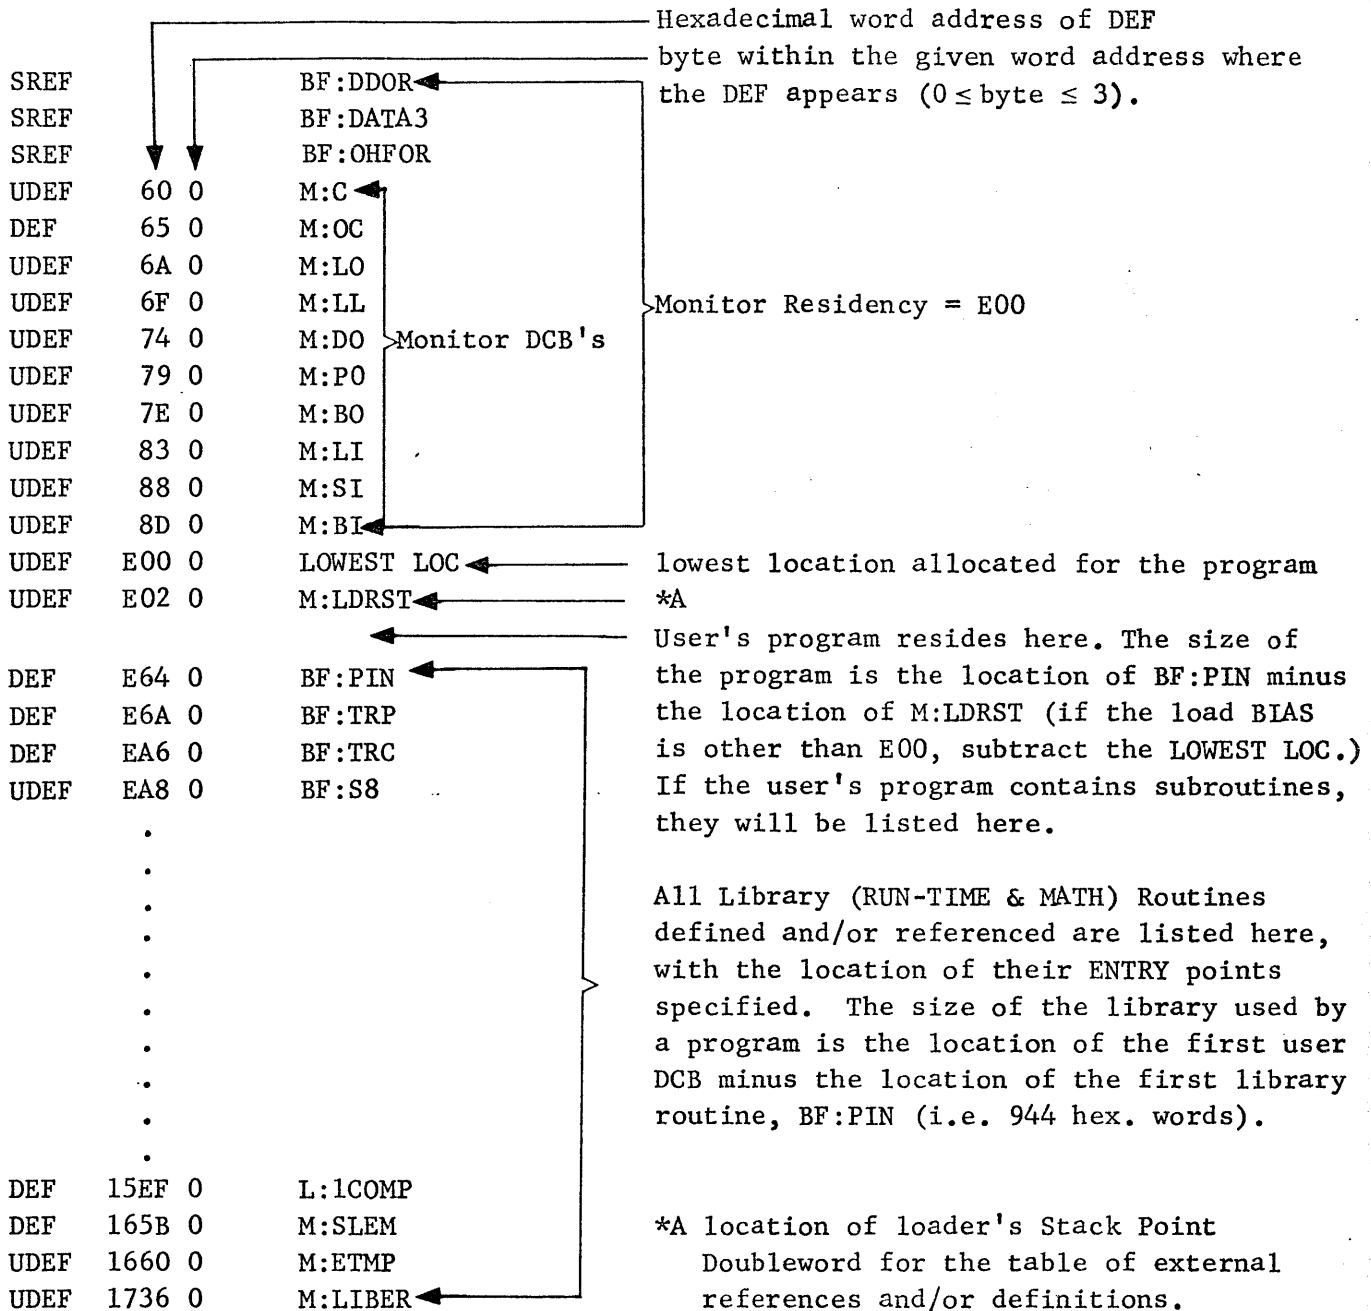 Hexadecimal word address of DEF
byte within the given word address where
the DEF appears (0 ≤ byte ≤ 3).
SREF BF:DDOR
SREF BF:DATA3
SREF BF:OHFOR
UDEF 60 0 M:C
DEF 65 0 M:OC
UDEF 6A 0 M:LO
UDEF 6F 0 M:LL
UDEF 74 0 M:DO
UDEF 79 0 M:PO
UDEF 7E 0 M:BO
UDEF 83 0 M:LI
UDEF 88 0 M:SI
UDEF 8D 0 M:BI
Monitor DCB's
Monitor Residency = E00
UDEF E00 0 LOWEST LOC
lowest location allocated for the program
UDEF E02 0 M:LDRST
*A
User's program resides here. The size of
the program is the location of BF:PIN minus
the location of M:LDRST (if the load BIAS
is other than E00, subtract the LOWEST LOC.)
If the user's program contains subroutines,
they will be listed here.
DEF E64 0 BF:PIN
DEF E6A 0 BF:TRP
DEF EA6 0 BF:TRC
UDEF EA8 0 BF:S8
All Library (RUN-TIME & MATH) Routines
defined and/or referenced are listed here,
with the location of their ENTRY points
specified. The size of the library used by
a program is the location of the first user
DCB minus the location of the first library
routine, BF:PIN (i.e. 944 hex. words).
DEF 15EF 0 L:1COMP
DEF 165B 0 M:SLEM
UDEF 1660 0 M:ETMP
UDEF 1736 0 M:LIBER
*A location of loader's Stack Point
Doubleword for the table of external
references and/or definitions.